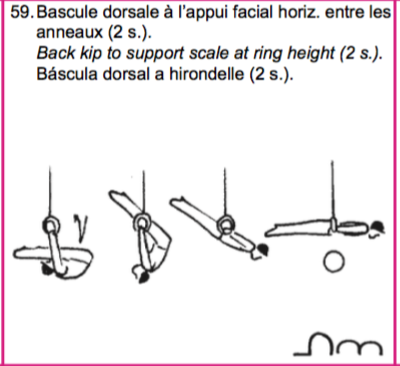 59. Bascule dorsale à l'appui facial horiz. entre les
anneaux (2 s.).
Back kip to support scale at ring height (2 s.).
Báscula dorsal a hirondelle (2 s.).